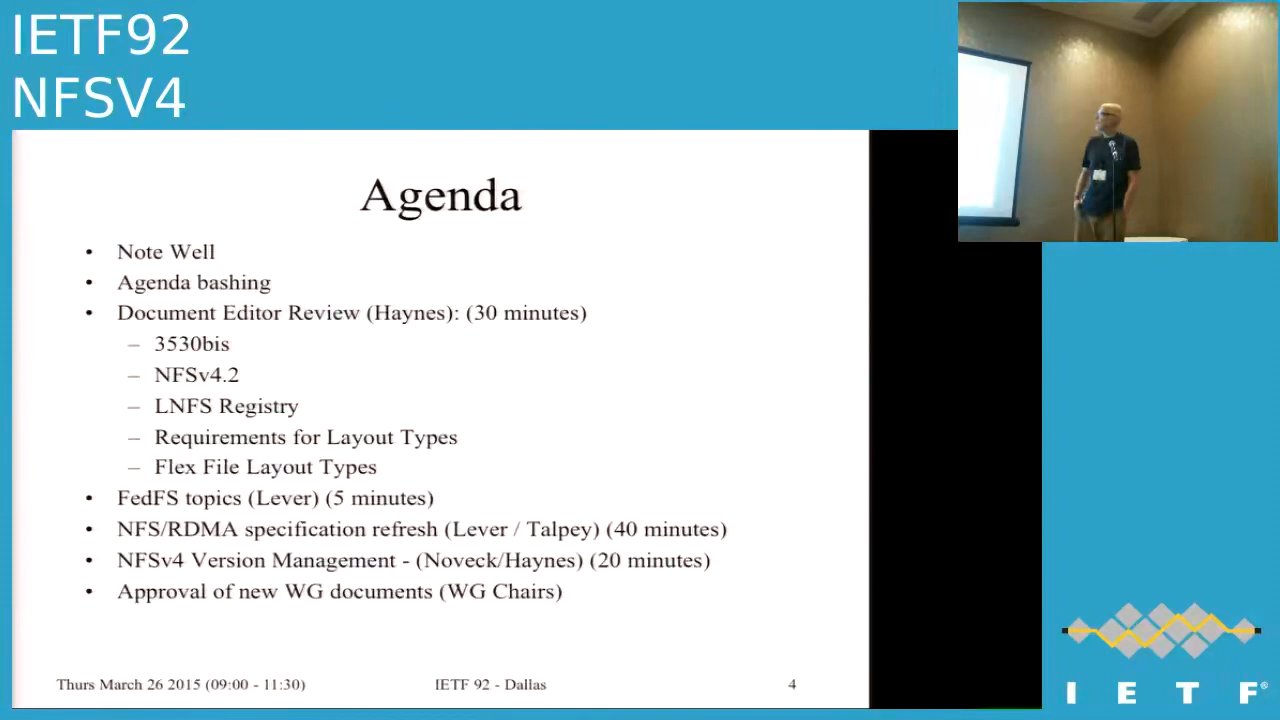 IETF92
NFSV4
Agenda
• Note Well
• Agenda bashing
• Document Editor Review (Haynes): (30 minutes)
– 3530bis
– NFSv4.2
– LNFS Registry
– Requirements for Layout Types
– Flex File Layout Types
• FedFS topics (Lever) (5 minutes)
• NFS/RDMA specification refresh (Lever / Talpey) (40 minutes)
• NFSv4 Version Management - (Noveck/Haynes) (20 minutes)
• Approval of new WG documents (WG Chairs)
Thurs March 26 2015 (09:00 - 11:30) IETF 92 - Dallas 4
I E T F®